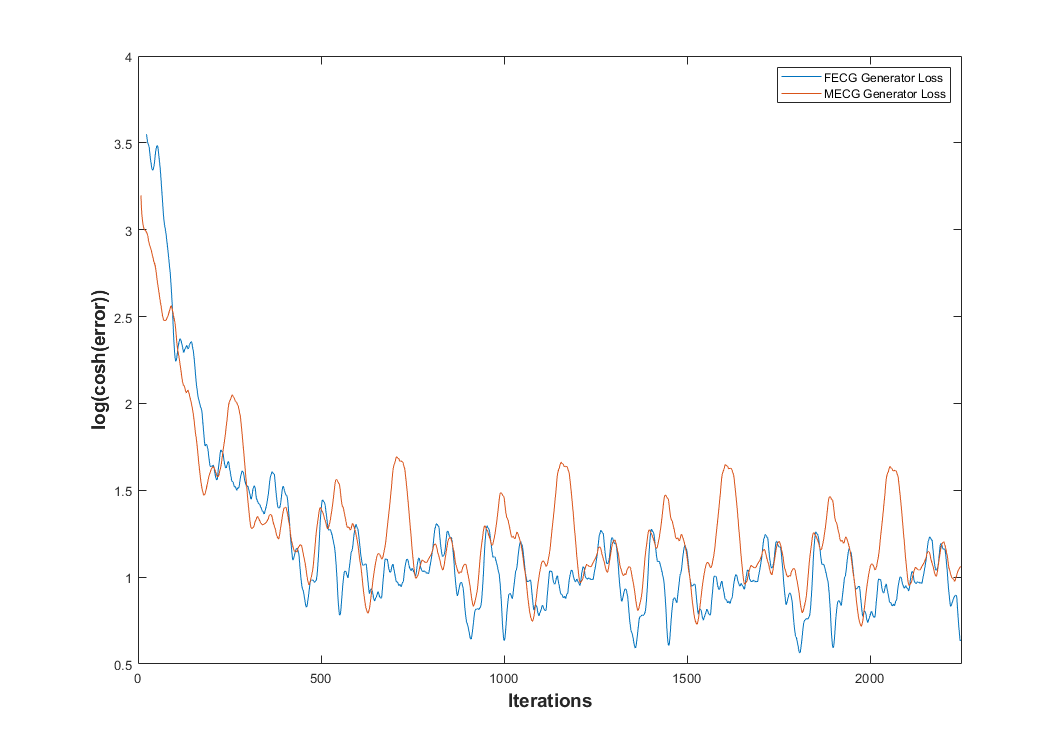 4
3.5
3
2.5
2
1.5
1
0.5
log(cosh(error))
FECG Generator Loss
MECG Generator Loss
0 500 1000 1500 2000
Iterations